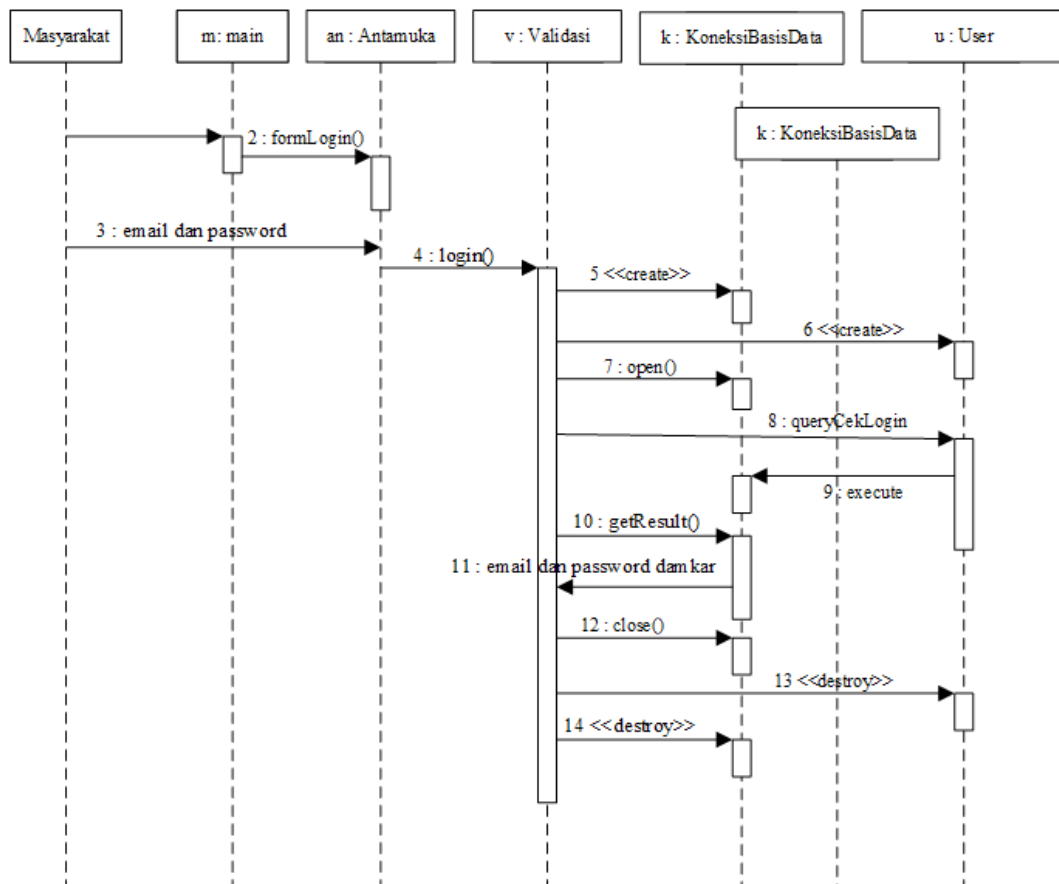 Masyarakat
m: main
an : Antamuka
v : Validasi
k : KoneksiBasisData
u : User
k : KoneksiBasisData
2 : formLogin()
3 : email dan password
4 : login()
5 <<create>>
6 <<create>>
7 : open()
8 : queryCekLogin
9 : execute
10 : getResult()
11 : email dan password damkar
12 : close()
13 <<destroy>>
14 <<destroy>>